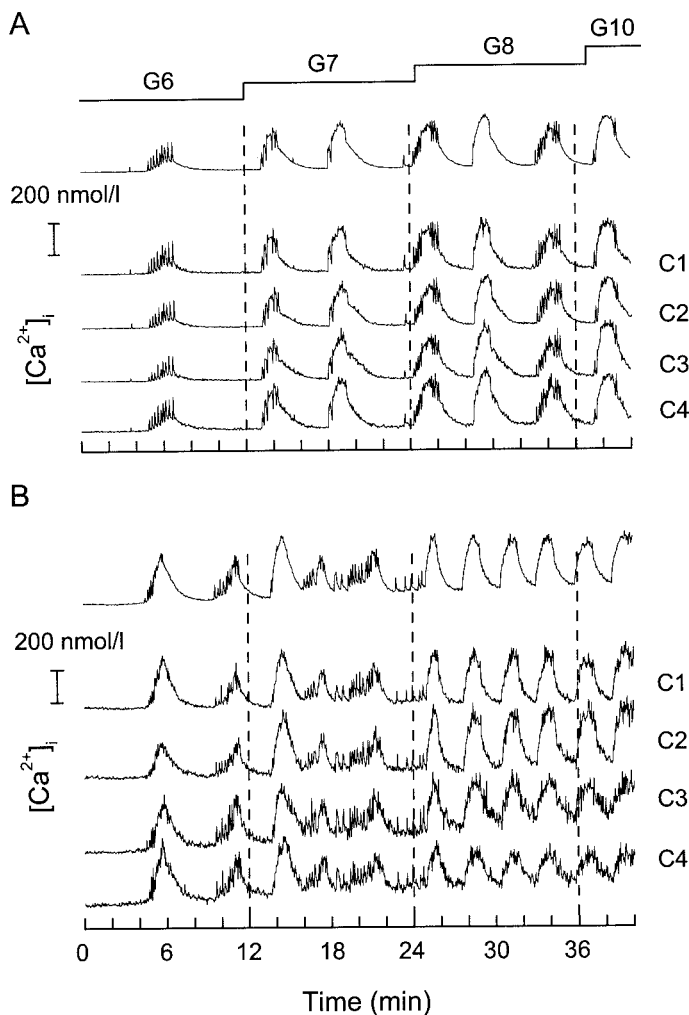 A
G6
G7
G8
G10
200 nmol/l
[Ca²⁺]ᵢ
C1
C2
C3
C4
B
200 nmol/l
[Ca²⁺]ᵢ
C1
C2
C3
C4
0 6 12 18 24 30 36
Time (min)